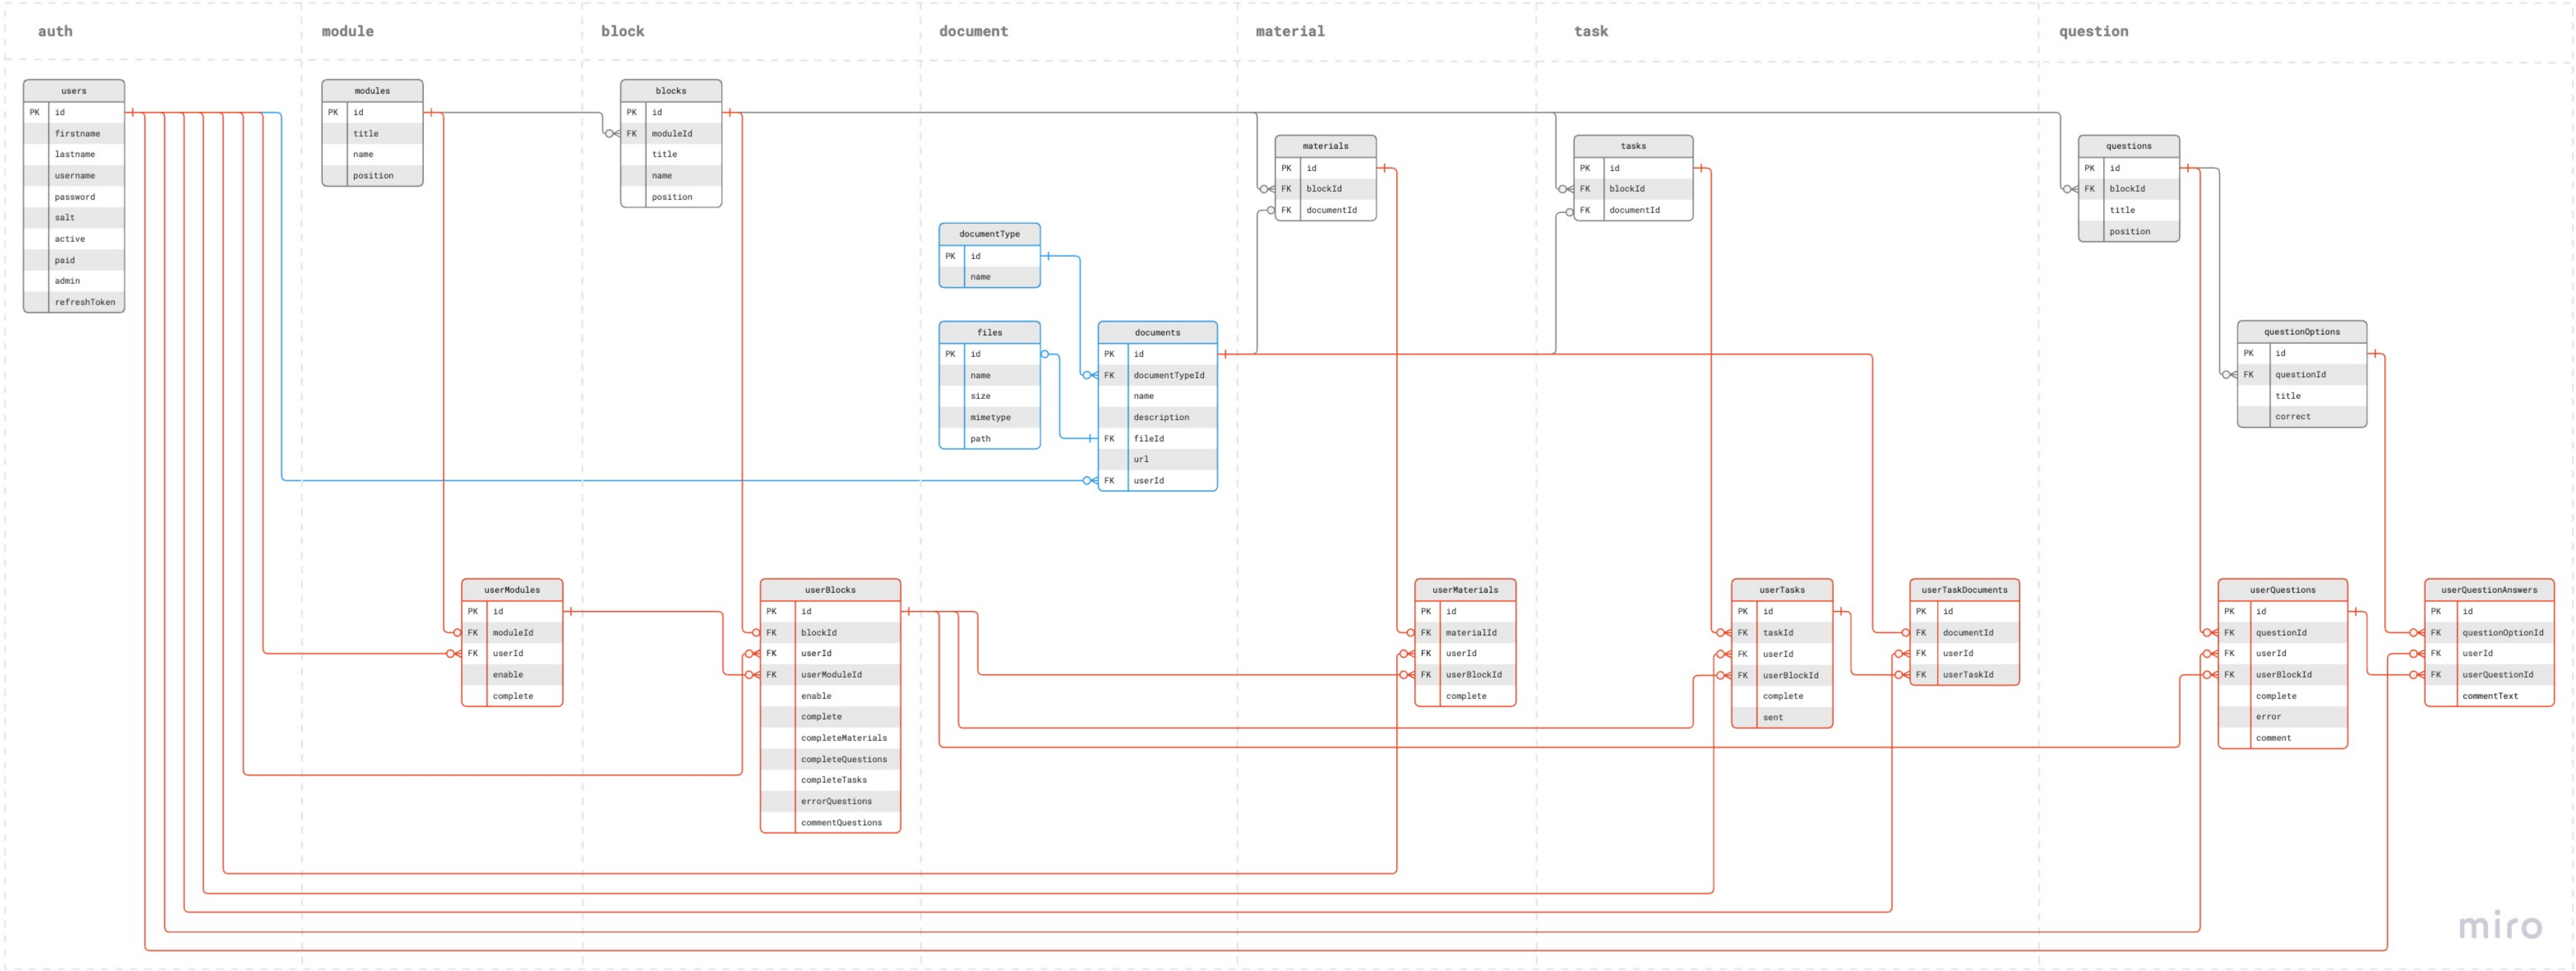 auth
module
block
document
material
task
question
users
PK id
firstname
lastname
username
password
salt
active
paid
admin
refreshToken
modules
PK id
title
name
position
blocks
PK id
FK moduleId
title
name
position
documentType
PK id
name
files
PK id
name
size
mimetype
path
documents
PK id
FK documentTypeId
name
description
FK fileId
url
FK userId
materials
PK id
FK blockId
FK documentId
tasks
PK id
FK blockId
FK documentId
questions
PK id
FK blockId
title
position
questionOptions
PK id
FK questionId
title
correct
userModules
PK id
FK moduleId
FK userId
enable
complete
userBlocks
PK id
FK blockId
FK userId
FK userModuleId
enable
complete
completeMaterials
completeQuestions
completeTasks
errorQuestions
commentQuestions
userMaterials
PK id
FK materialId
FK userId
FK userBlockId
complete
userTasks
PK id
FK taskId
FK userId
FK userBlockId
complete
sent
userTaskDocuments
PK id
FK documentId
FK userId
FK userTaskId
userQuestions
PK id
FK questionId
FK userId
FK userBlockId
complete
error
comment
userQuestionAnswers
PK id
FK questionOptionId
FK userId
FK userQuestionId
commentText
miro